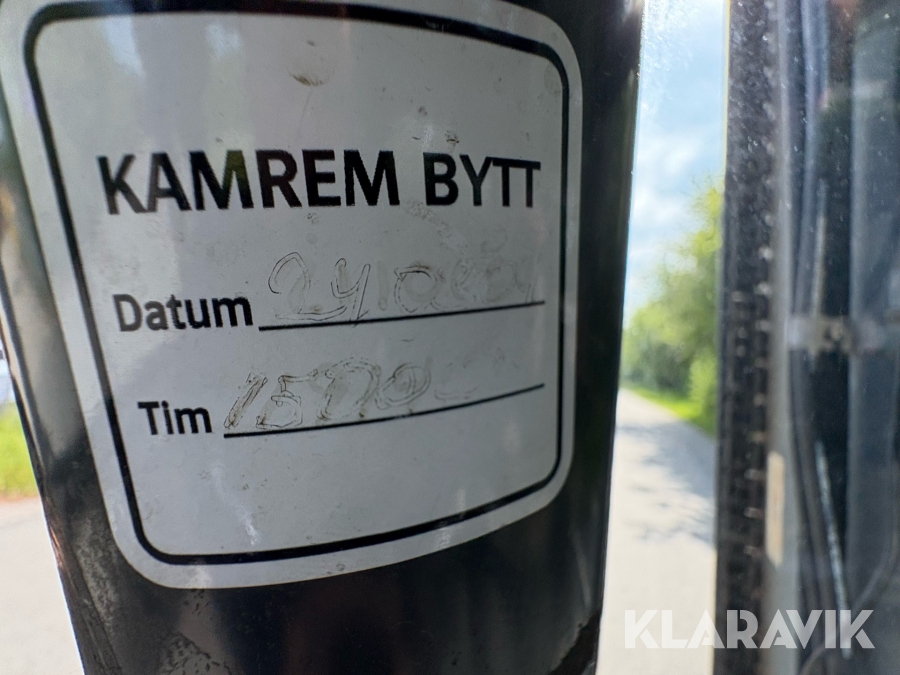 KAMREM BYTT
Datum
Tim
KLARAVIK